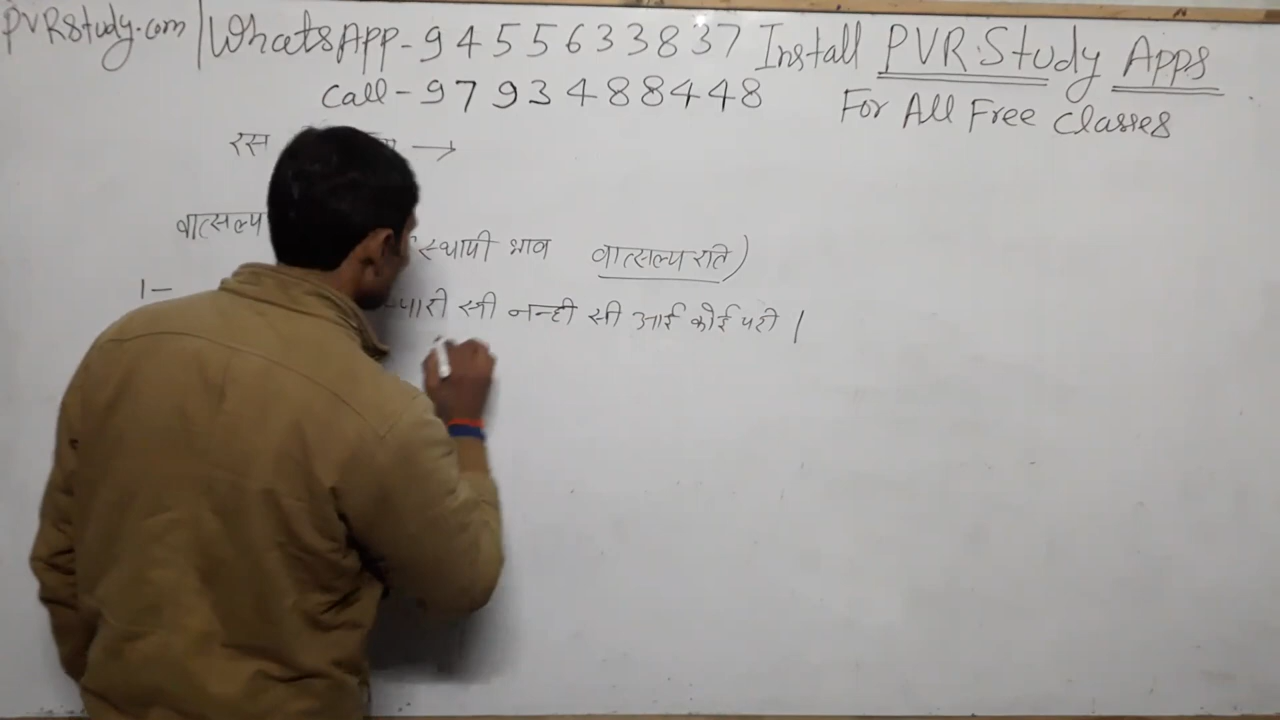 PVRStudy.com | WhatsApp - 9455633837 Install PVR Study Apps
Call - 9793488448 For All Free Classes
रस →
वात्सल्य
(स्थायी भाव वात्सल्य रति)
1- प्यारी सी नन्ही सी आई कोई परी |